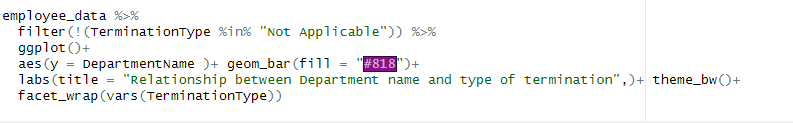 employee_data %>%
filter(!(TerminationType %in% "Not Applicable")) %>%
ggplot()+
aes(y = DepartmentName )+ geom_bar(fill = "#818")+
labs(title = "Relationship between Department name and type of termination",)+ theme_bw()+
facet_wrap(vars(TerminationType))